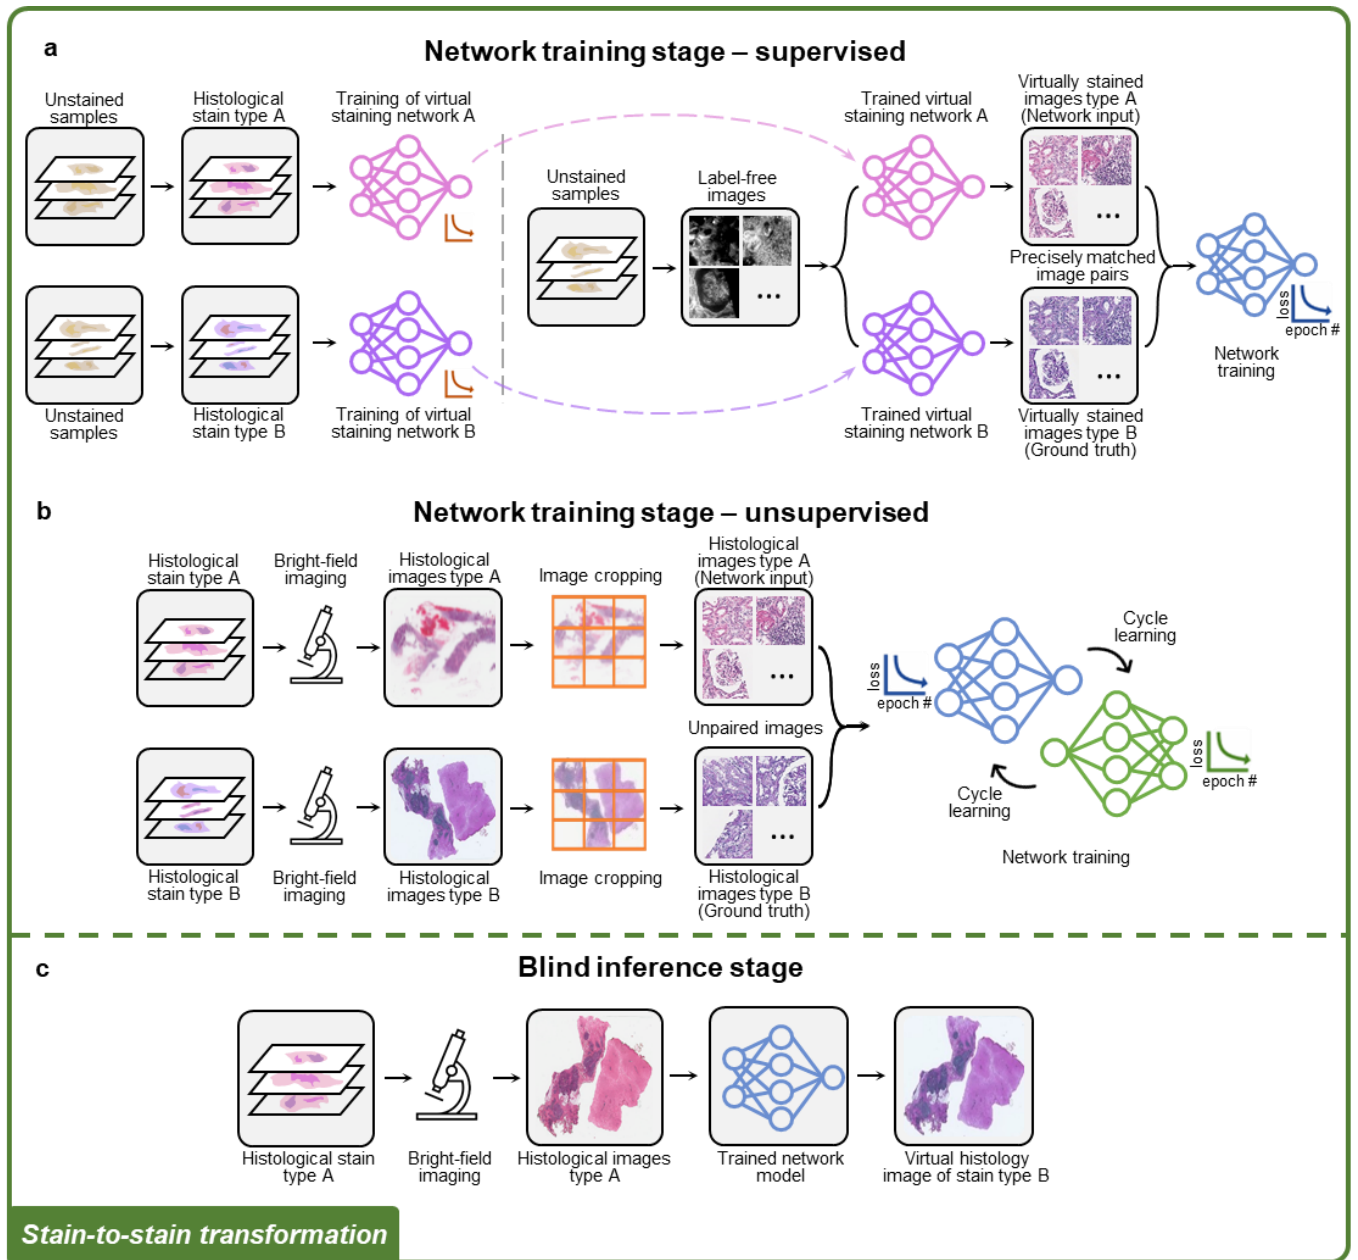 a
Network training stage – supervised
Unstained
samples
Histological
stain type A
Training of virtual
staining network A
Trained virtual
staining network A
Virtually stained
images type A
(Network input)
Unstained
samples
Label-free
images
...
...
Precisely matched
image pairs
...
loss
epoch #
Network
training
Unstained
samples
Histological
stain type B
Training of virtual
staining network B
Trained virtual
staining network B
Virtually stained
images type B
(Ground truth)
b
Network training stage – unsupervised
Histological
stain type A
Bright-field
imaging
Histological
images type A
Image cropping
Histological
images type A
(Network input)
...
Unpaired images
...
loss
epoch #
Cycle
learning
loss
epoch #
Cycle
learning
Network training
Histological
stain type B
Bright-field
imaging
Histological
images type B
Image cropping
Histological
images type B
(Ground truth)
c
Blind inference stage
Histological stain
type A
Bright-field
imaging
Histological images
type A
Trained network
model
Virtual histology
image of stain type B
Stain-to-stain transformation